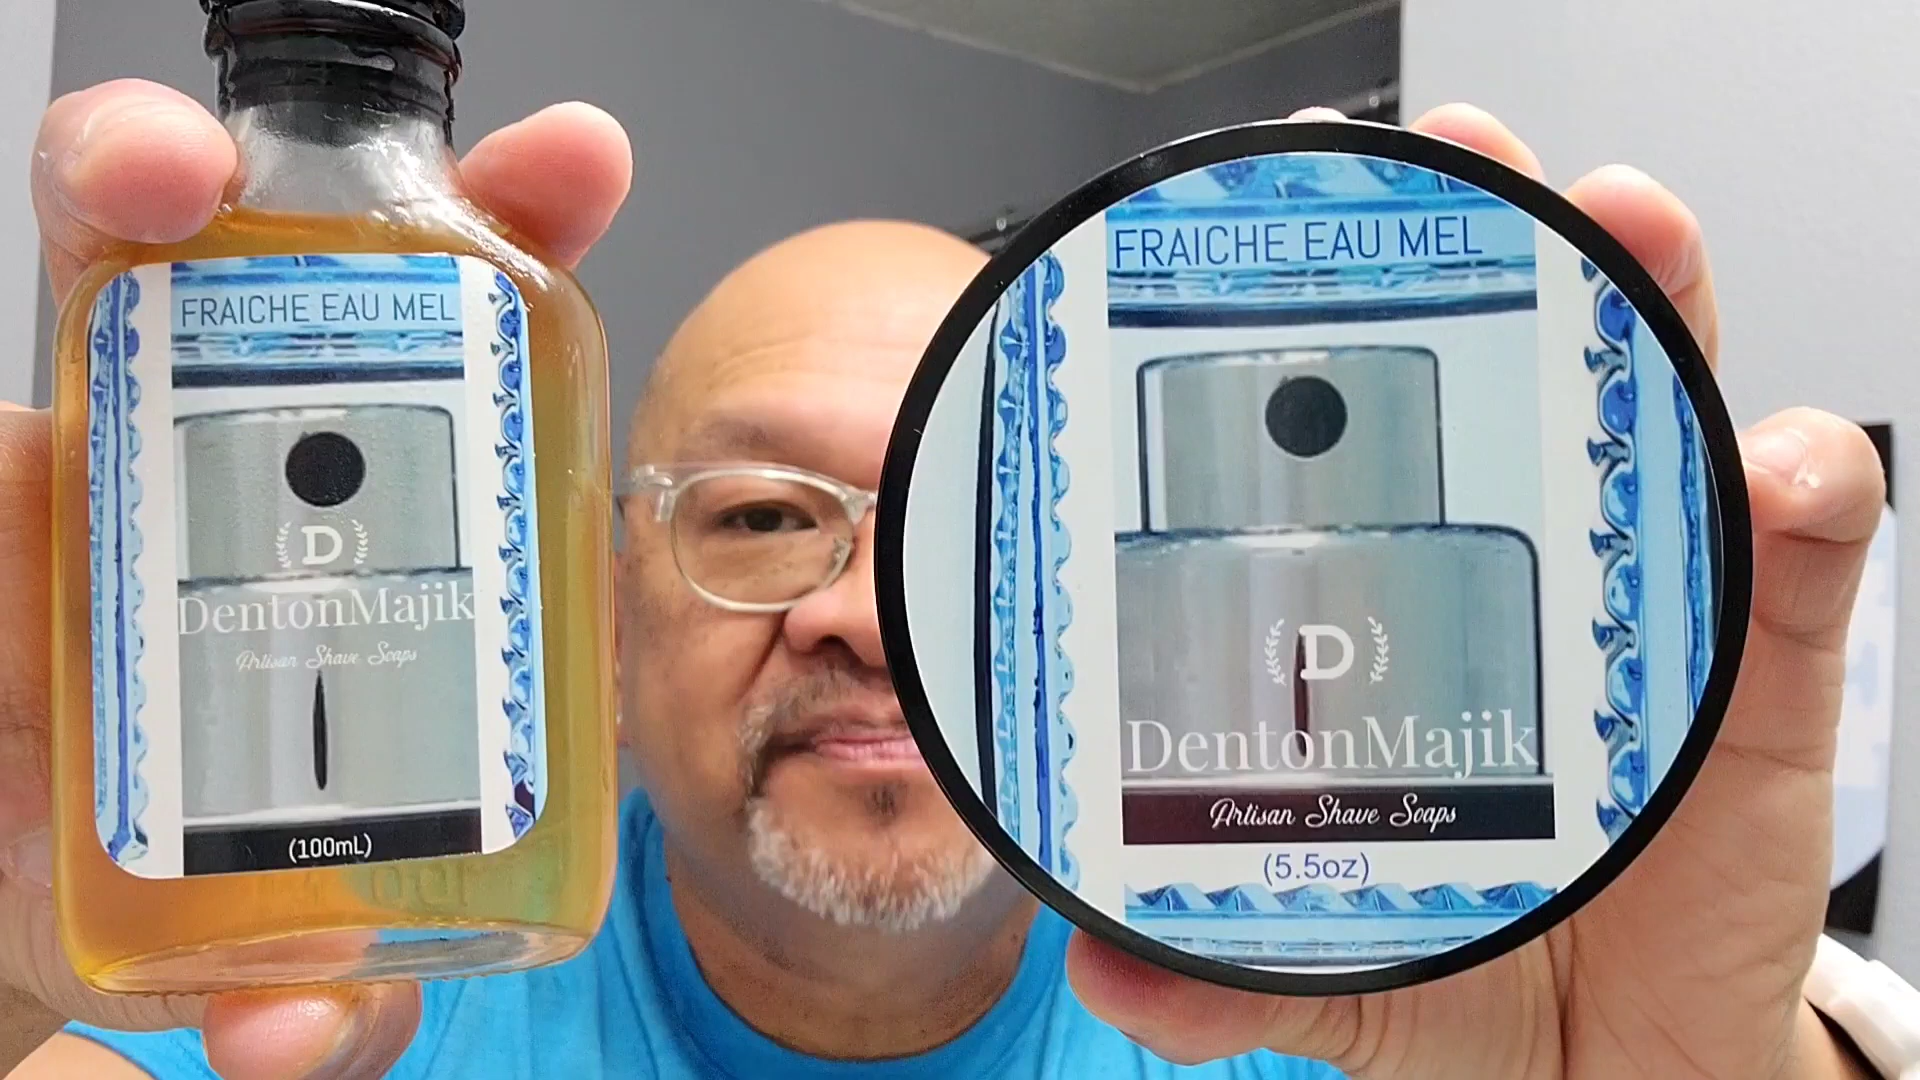 FRAICHE EAU MEL
D
DentonMajik
Artisan Shave Soaps
(100mL)
FRAICHE EAU MEL
D
DentonMajik
Artisan Shave Soaps
(5.5oz)